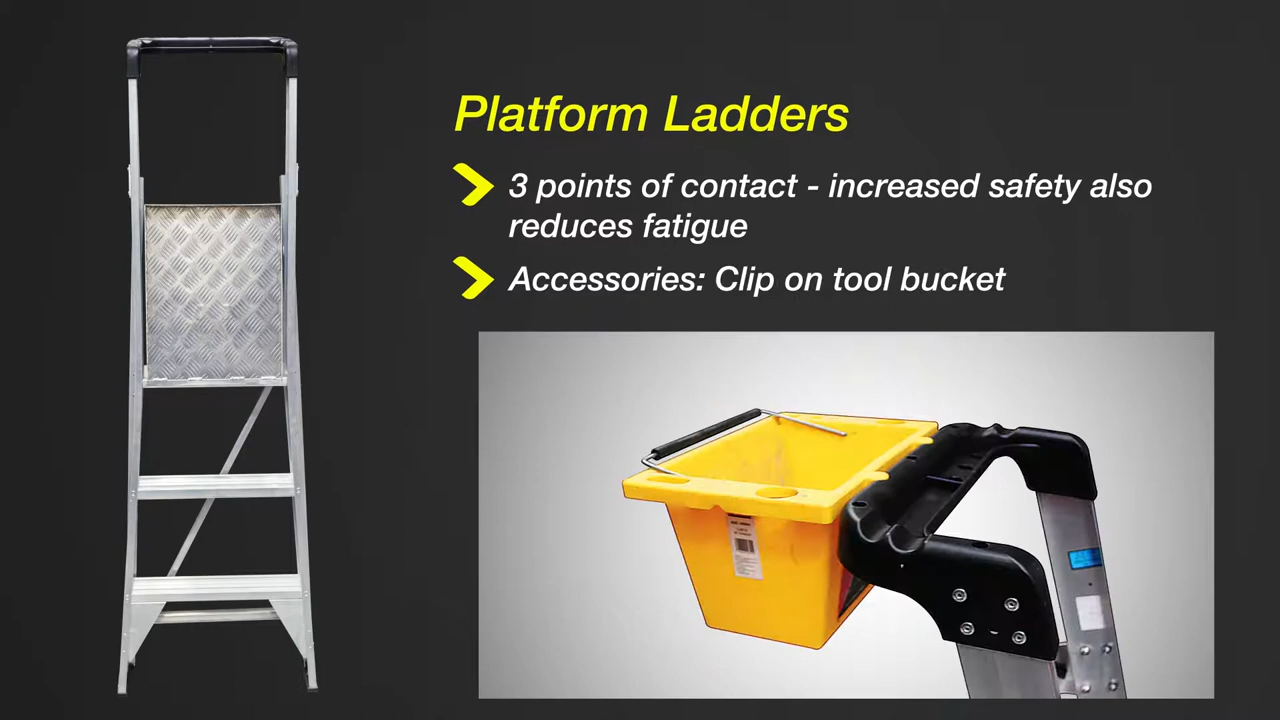 Platform Ladders
3 points of contact - increased safety also
reduces fatigue
Accessories: Clip on tool bucket